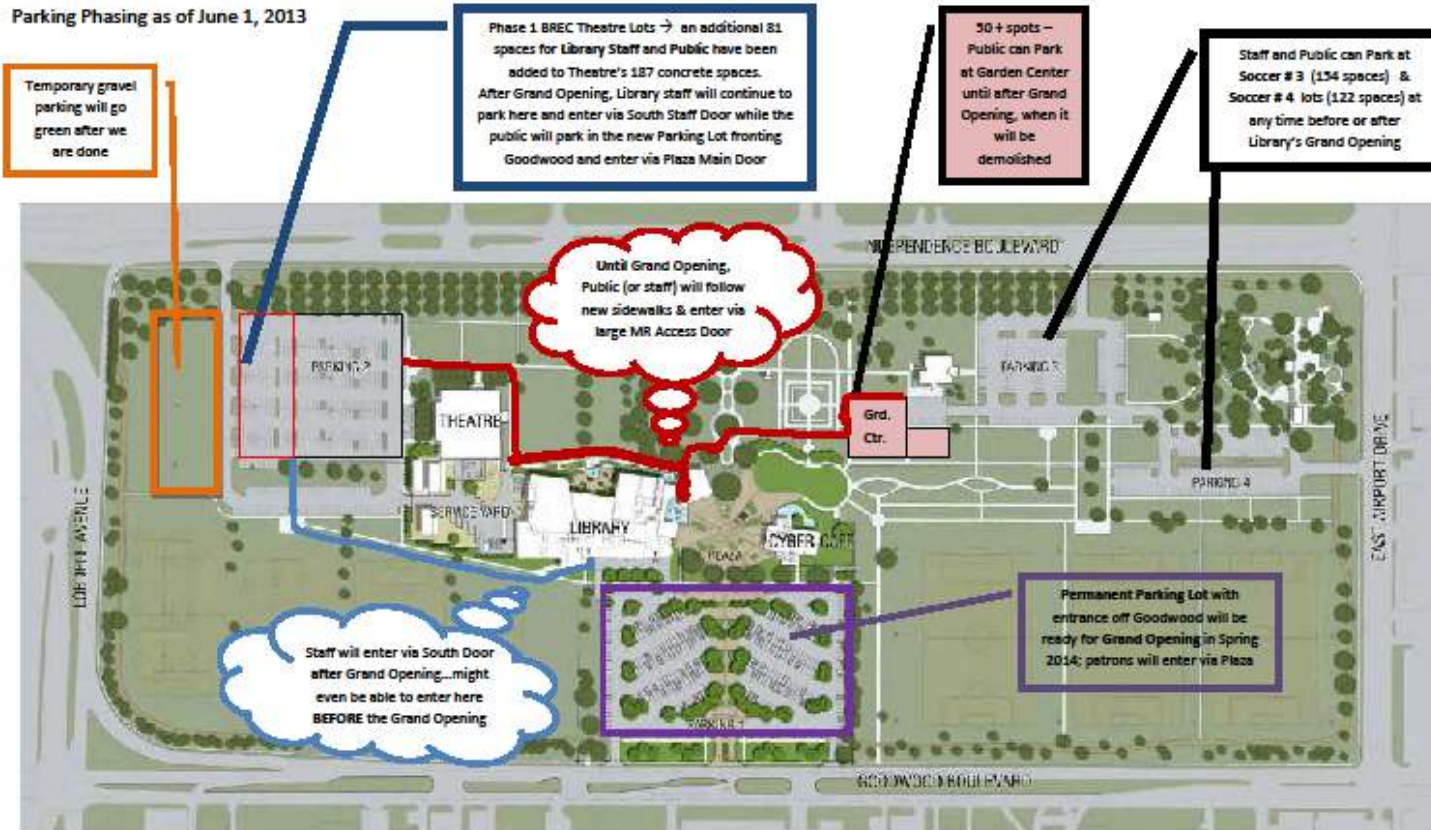 Parking Phasing as of June 1, 2013
Temporary gravel
parking will go
green after we
are done
Phase 1 BREC Theatre Lots → an additional 81
spaces for Library Staff and Public have been
added to Theatre's 187 concrete spaces.
After Grand Opening, Library staff will continue to
park here and enter via South Staff Door while the
public will park in the new Parking Lot fronting
Goodwood and enter via Plaza Main Door
50 + spots –
Public can Park
at Garden Center
until after Grand
Opening, when it
will be
demolished
Staff and Public can Park at
Soccer # 3 (154 spaces) &
Soccer # 4 lots (122 spaces) at
any time before or after
Library's Grand Opening
INDEPENDENCE BOULEVARD
Until Grand Opening,
Public (or staff) will follow
new sidewalks & enter via
large MR Access Door
PARKING 2
PARKING 3
THEATRE
Grd.
Ctr.
PARKING 4
SERVICE YARD
LIBRARY
PLAZA
CYBER CAFE
LOBDELL AVENUE
EAST AIRPORT DRIVE
Permanent Parking Lot with
entrance off Goodwood will be
ready for Grand Opening in Spring
2014; patrons will enter via Plaza
Staff will enter via South Door
after Grand Opening...might
even be able to enter here
BEFORE the Grand Opening
PARKING 1
GOODWOOD BOULEVARD